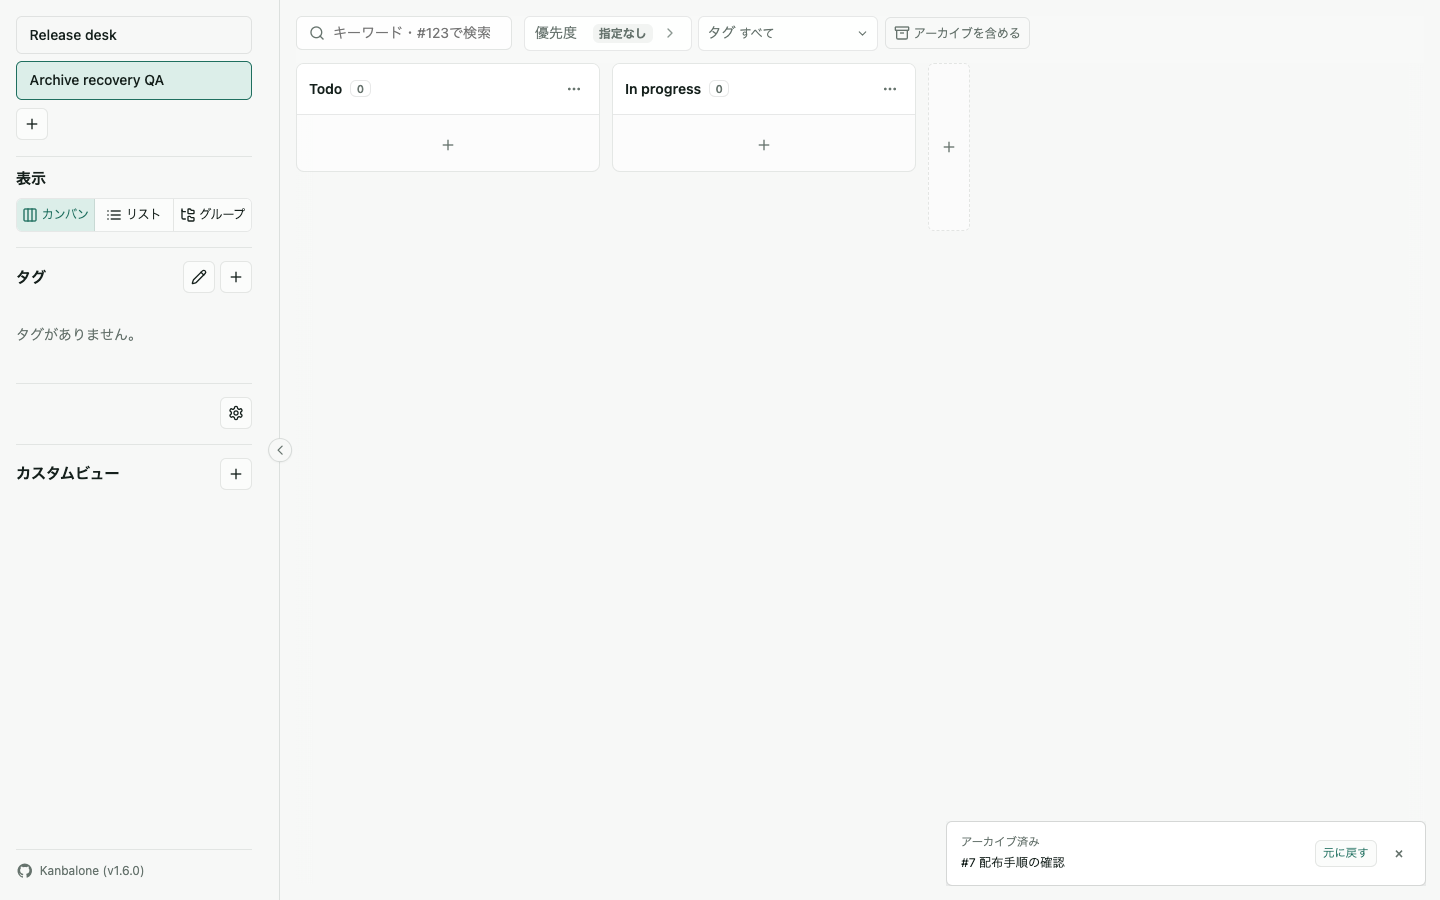 Release desk
Archive recovery QA
表示
カンバン
リスト
グループ
タグ
タグがありません。
カスタムビュー
Kanbalone (v1.6.0)
キーワード・#123で検索
優先度 指定なし
タグ すべて
アーカイブを含める
Todo 0
In progress 0
アーカイブ済み
#7 配布手順の確認
元に戻す